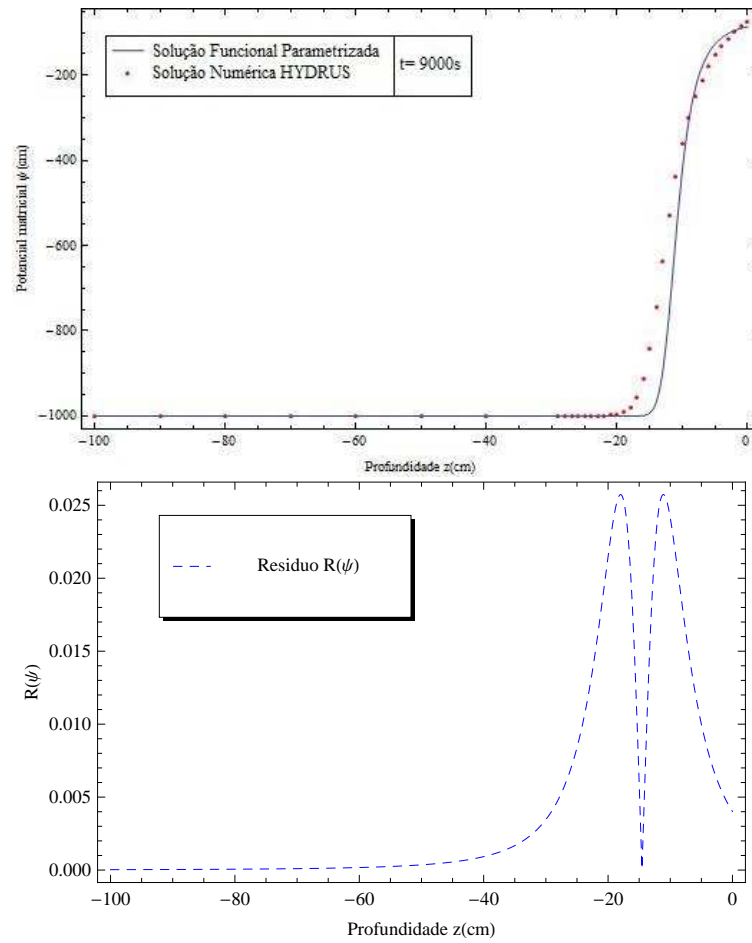 Solução Funcional Parametrizada
Solução Numérica HYDRUS
t= 9000s
Potencial matricial ψ (cm)
−200
−400
−600
−800
−1000
−100
−80
−60
−40
−20
0
Profundidade z(cm)
Residuo R(ψ)
R(ψ)
0.025
0.020
0.015
0.010
0.005
0.000
−100
−80
−60
−40
−20
0
Profundidade z(cm)